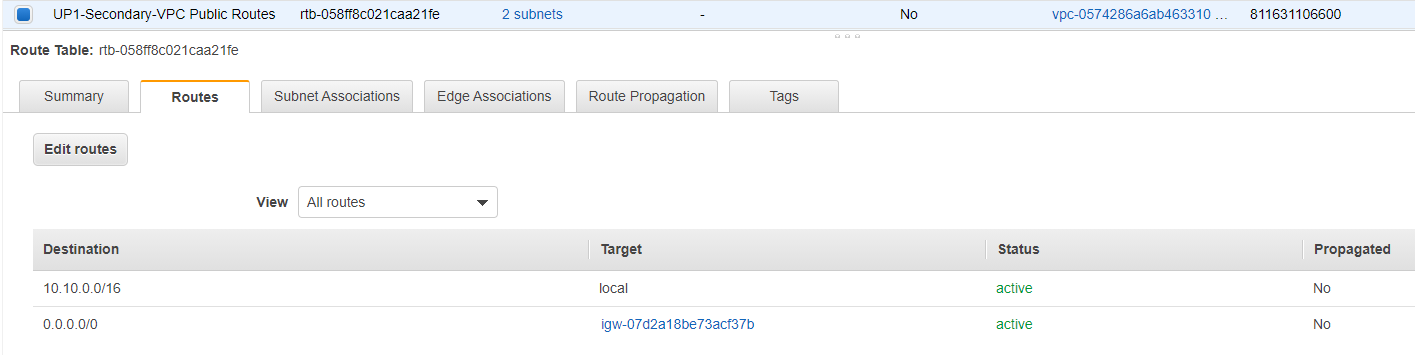 UP1-Secondary-VPC Public Routes rtb-058ff8c021caa21fe 2 subnets - No vpc-0574286a6ab463310 ... 811631106600
Route Table: rtb-058ff8c021caa21fe
Summary Routes Subnet Associations Edge Associations Route Propagation Tags
Edit routes
View All routes
Destination Target Status Propagated
10.10.0.0/16 local active No
0.0.0.0/0 igw-07d2a18be73acf37b active No